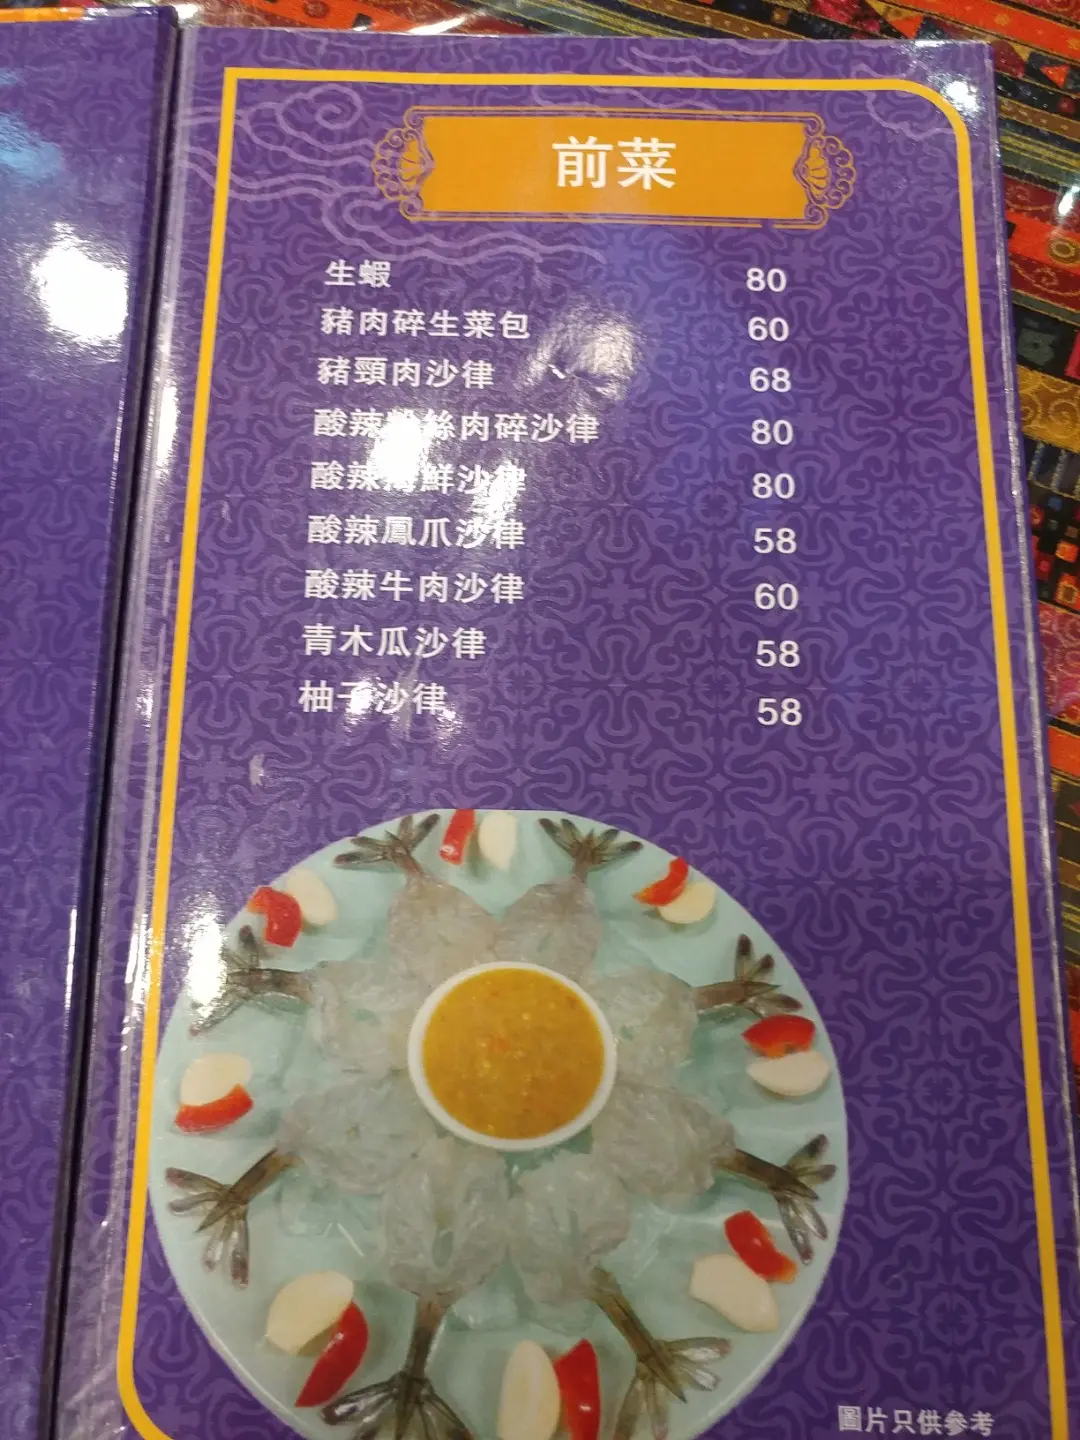 前菜
生蝦 80
豬肉碎生菜包 60
豬頸肉沙律 68
酸辣粉絲肉碎沙律 80
酸辣海鮮沙律 80
酸辣鳳爪沙律 58
酸辣牛肉沙律 60
青木瓜沙律 58
柚子沙律 58
圖片只供參考